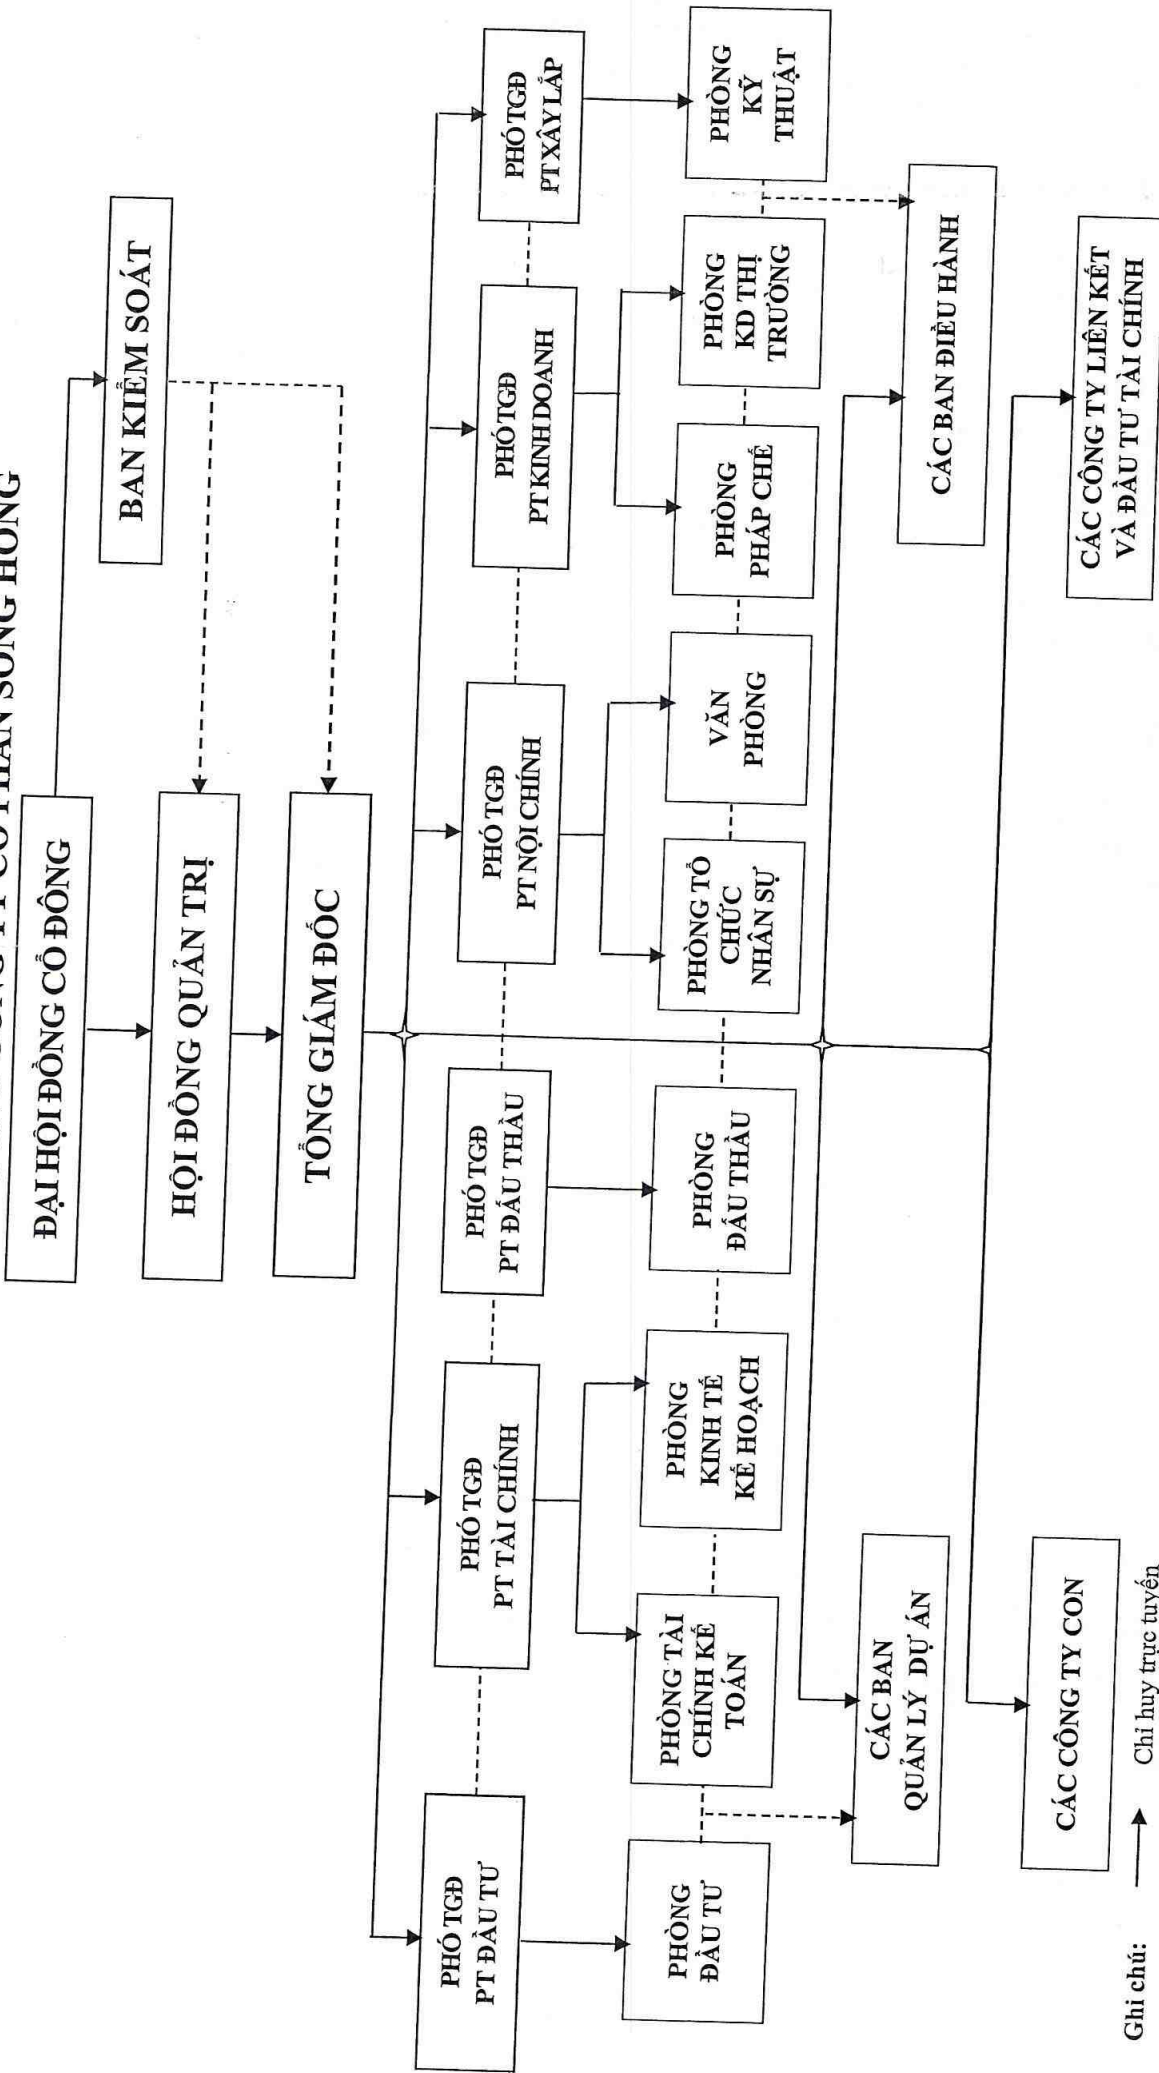 CỔ PHẦN SÔNG HỒNG
ĐẠI HỘI ĐỒNG CỔ ĐÔNG
BAN KIỂM SOÁT
HỘI ĐỒNG QUẢN TRỊ
TỔNG GIÁM ĐỐC
PHÓ TGĐ
PT ĐẦU TƯ
PHÓ TGĐ
PT TÀI CHÍNH
PHÓ TGĐ
PT ĐẤU THẦU
PHÓ TGĐ
PT NỘI CHÍNH
PHÓ TGĐ
PT KINH DOANH
PHÓ TGĐ
PT XÂY LẮP
PHÒNG
ĐẦU TƯ
PHÒNG TÀI
CHÍNH KẾ
TOÁN
PHÒNG
KINH TẾ
KẾ HOẠCH
PHÒNG
ĐẤU THẦU
PHÒNG TỔ
CHỨC
NHÂN SỰ
VĂN
PHÒNG
PHÒNG
PHÁP CHẾ
PHÒNG
KD THỊ
TRƯỜNG
PHÒNG
KỸ
THUẬT
CÁC BAN
QUẢN LÝ DỰ ÁN
CÁC BAN ĐIỀU HÀNH
CÁC CÔNG TY CON
CÁC CÔNG TY LIÊN KẾT
VÀ ĐẦU TƯ TÀI CHÍNH
Ghi chú: Chỉ huy trực tuyến